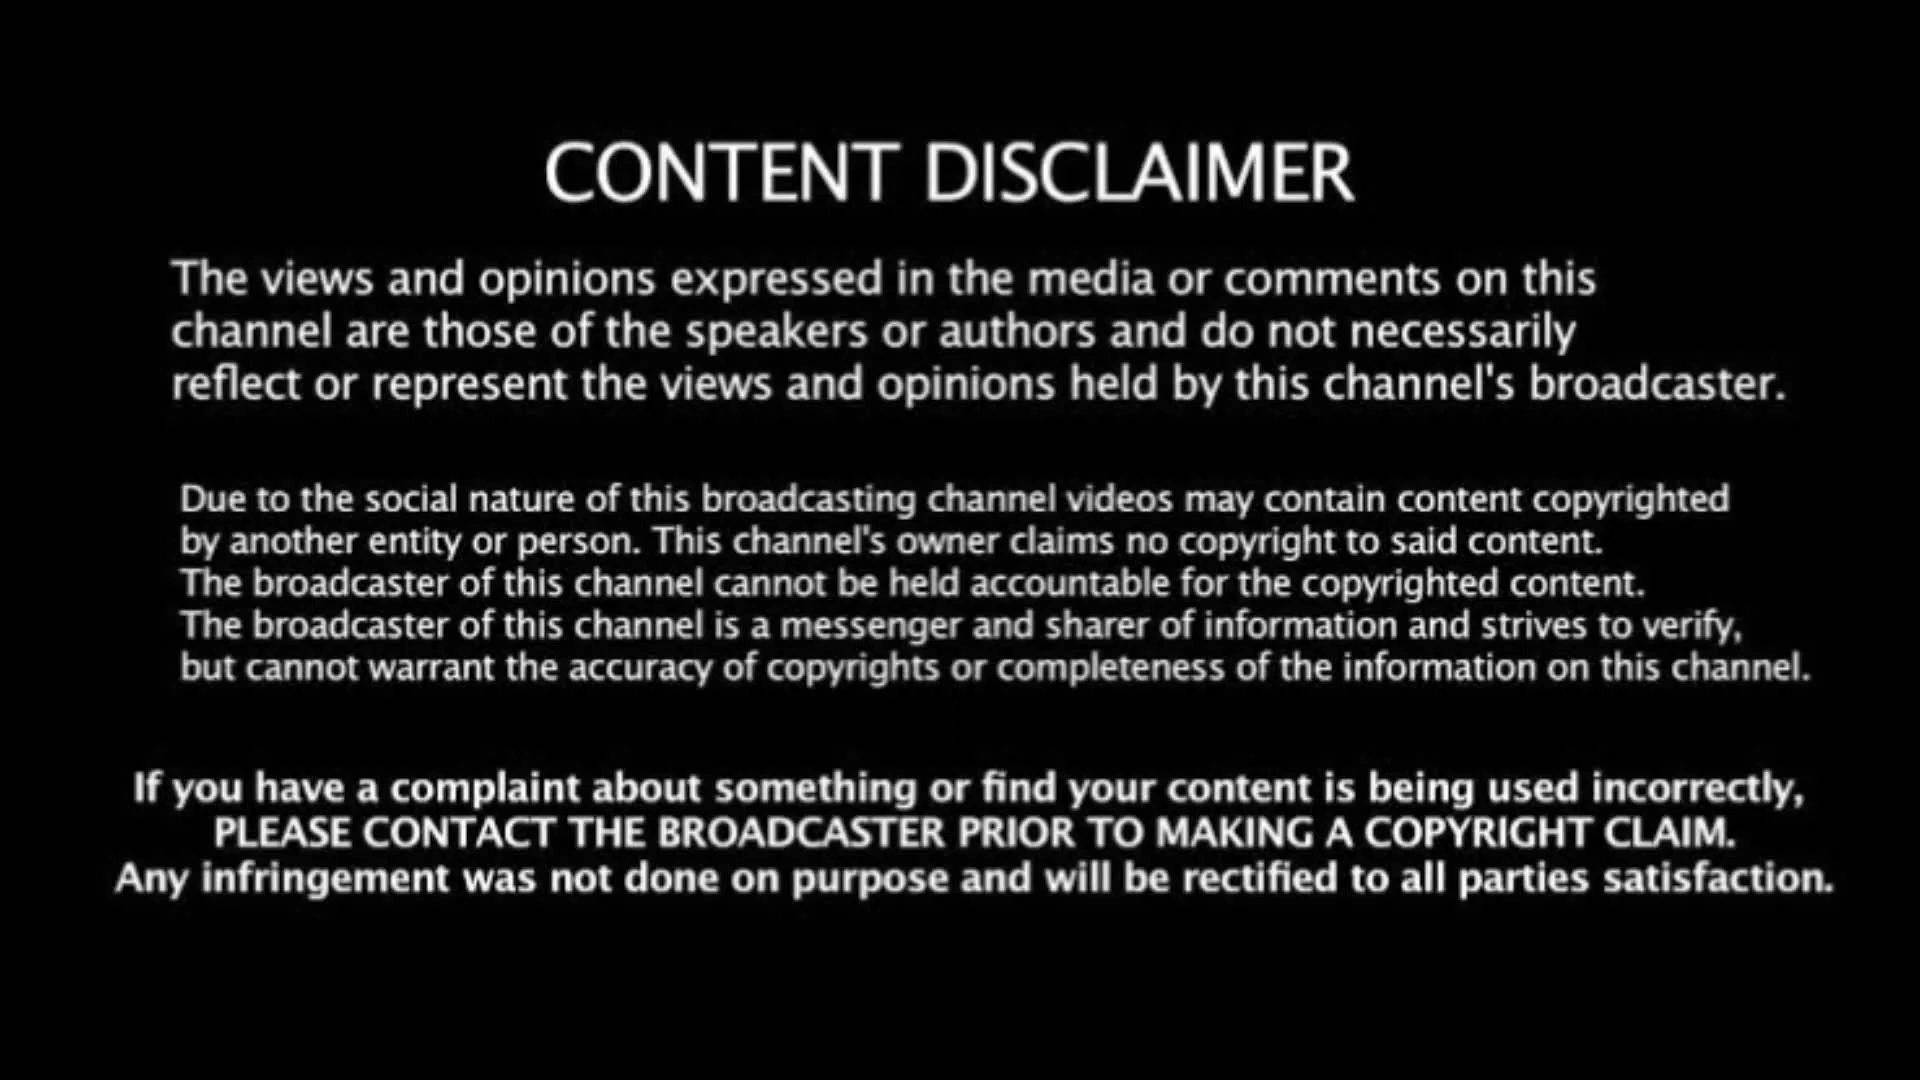 CONTENT DISCLAIMER
The views and opinions expressed in the media or comments on this
channel are those of the speakers or authors and do not necessarily
reflect or represent the views and opinions held by this channel's broadcaster.
Due to the social nature of this broadcasting channel videos may contain content copyrighted
by another entity or person. This channel's owner claims no copyright to said content.
The broadcaster of this channel cannot be held accountable for the copyrighted content.
The broadcaster of this channel is a messenger and sharer of information and strives to verify,
but cannot warrant the accuracy of copyrights or completeness of the information on this channel.
If you have a complaint about something or find your content is being used incorrectly,
PLEASE CONTACT THE BROADCASTER PRIOR TO MAKING A COPYRIGHT CLAIM.
Any infringement was not done on purpose and will be rectified to all parties satisfaction.